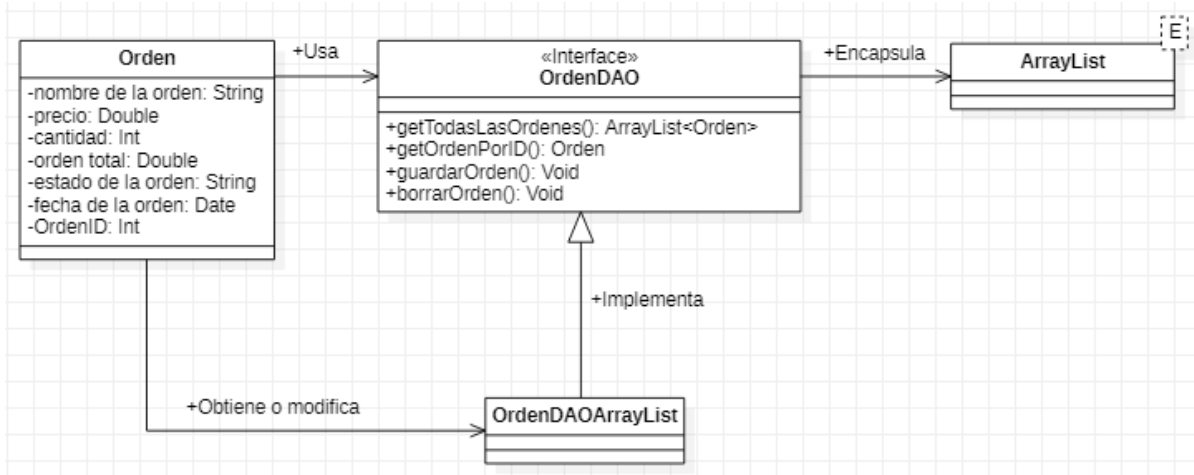 Orden
-nombre de la orden: String
-precio: Double
-cantidad: Int
-orden total: Double
-estado de la orden: String
-fecha de la orden: Date
-OrdenID: Int
+Usa
«Interface»
OrdenDAO
+getTodasLasOrdenes(): ArrayList<Orden>
+getOrdenPorID(): Orden
+guardarOrden(): Void
+borrarOrden(): Void
+Encapsula
ArrayList
E
+Implementa
+Obtiene o modifica
OrdenDAOArrayList